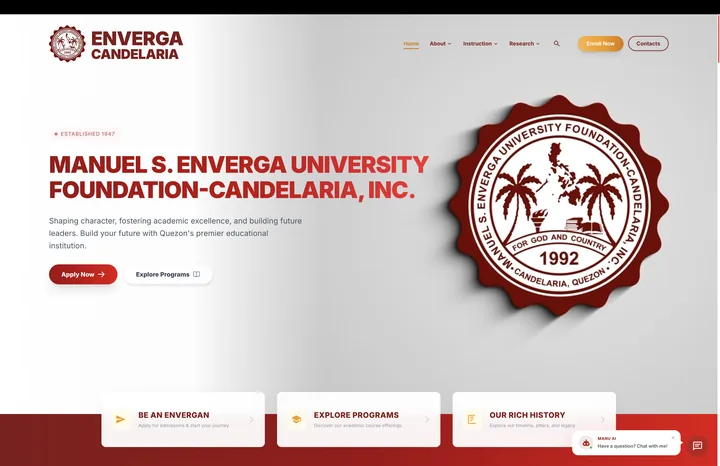 ENVERGA
CANDELARIA
Home
About
Instruction
Research
Enroll Now
Contacts
ESTABLISHED 1947
MANUEL S. ENVERGA UNIVERSITY
FOUNDATION-CANDELARIA, INC.
Shaping character, fostering academic excellence, and building future
leaders. Build your future with Quezon's premier educational
institution.
Apply Now
Explore Programs
MANUEL S. ENVERGA UNIVERSITY FOUNDATION-CANDELARIA, INC.
FOR GOD AND COUNTRY
1992
CANDELARIA, QUEZON
BE AN ENVERGAN
Apply for admissions & start your journey
EXPLORE PROGRAMS
Discover our academic course offerings
OUR RICH HISTORY
Explore our timeline, pillars, and legacy
MANU AI
Have a question? Chat with me!